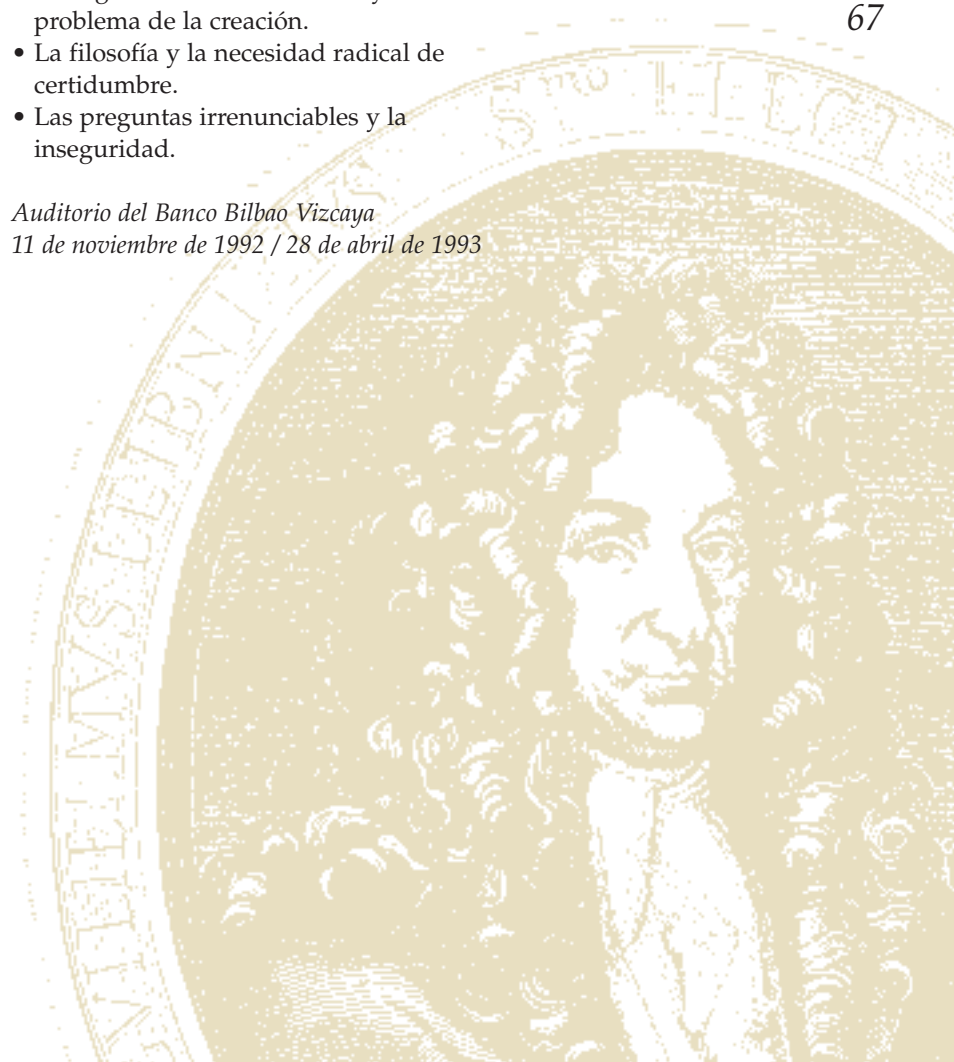 problema de la creación.
67
• La filosofía y la necesidad radical de
certidumbre.
• Las preguntas irrenunciables y la
inseguridad.
Auditorio del Banco Bilbao Vizcaya
11 de noviembre de 1992 / 28 de abril de 1993